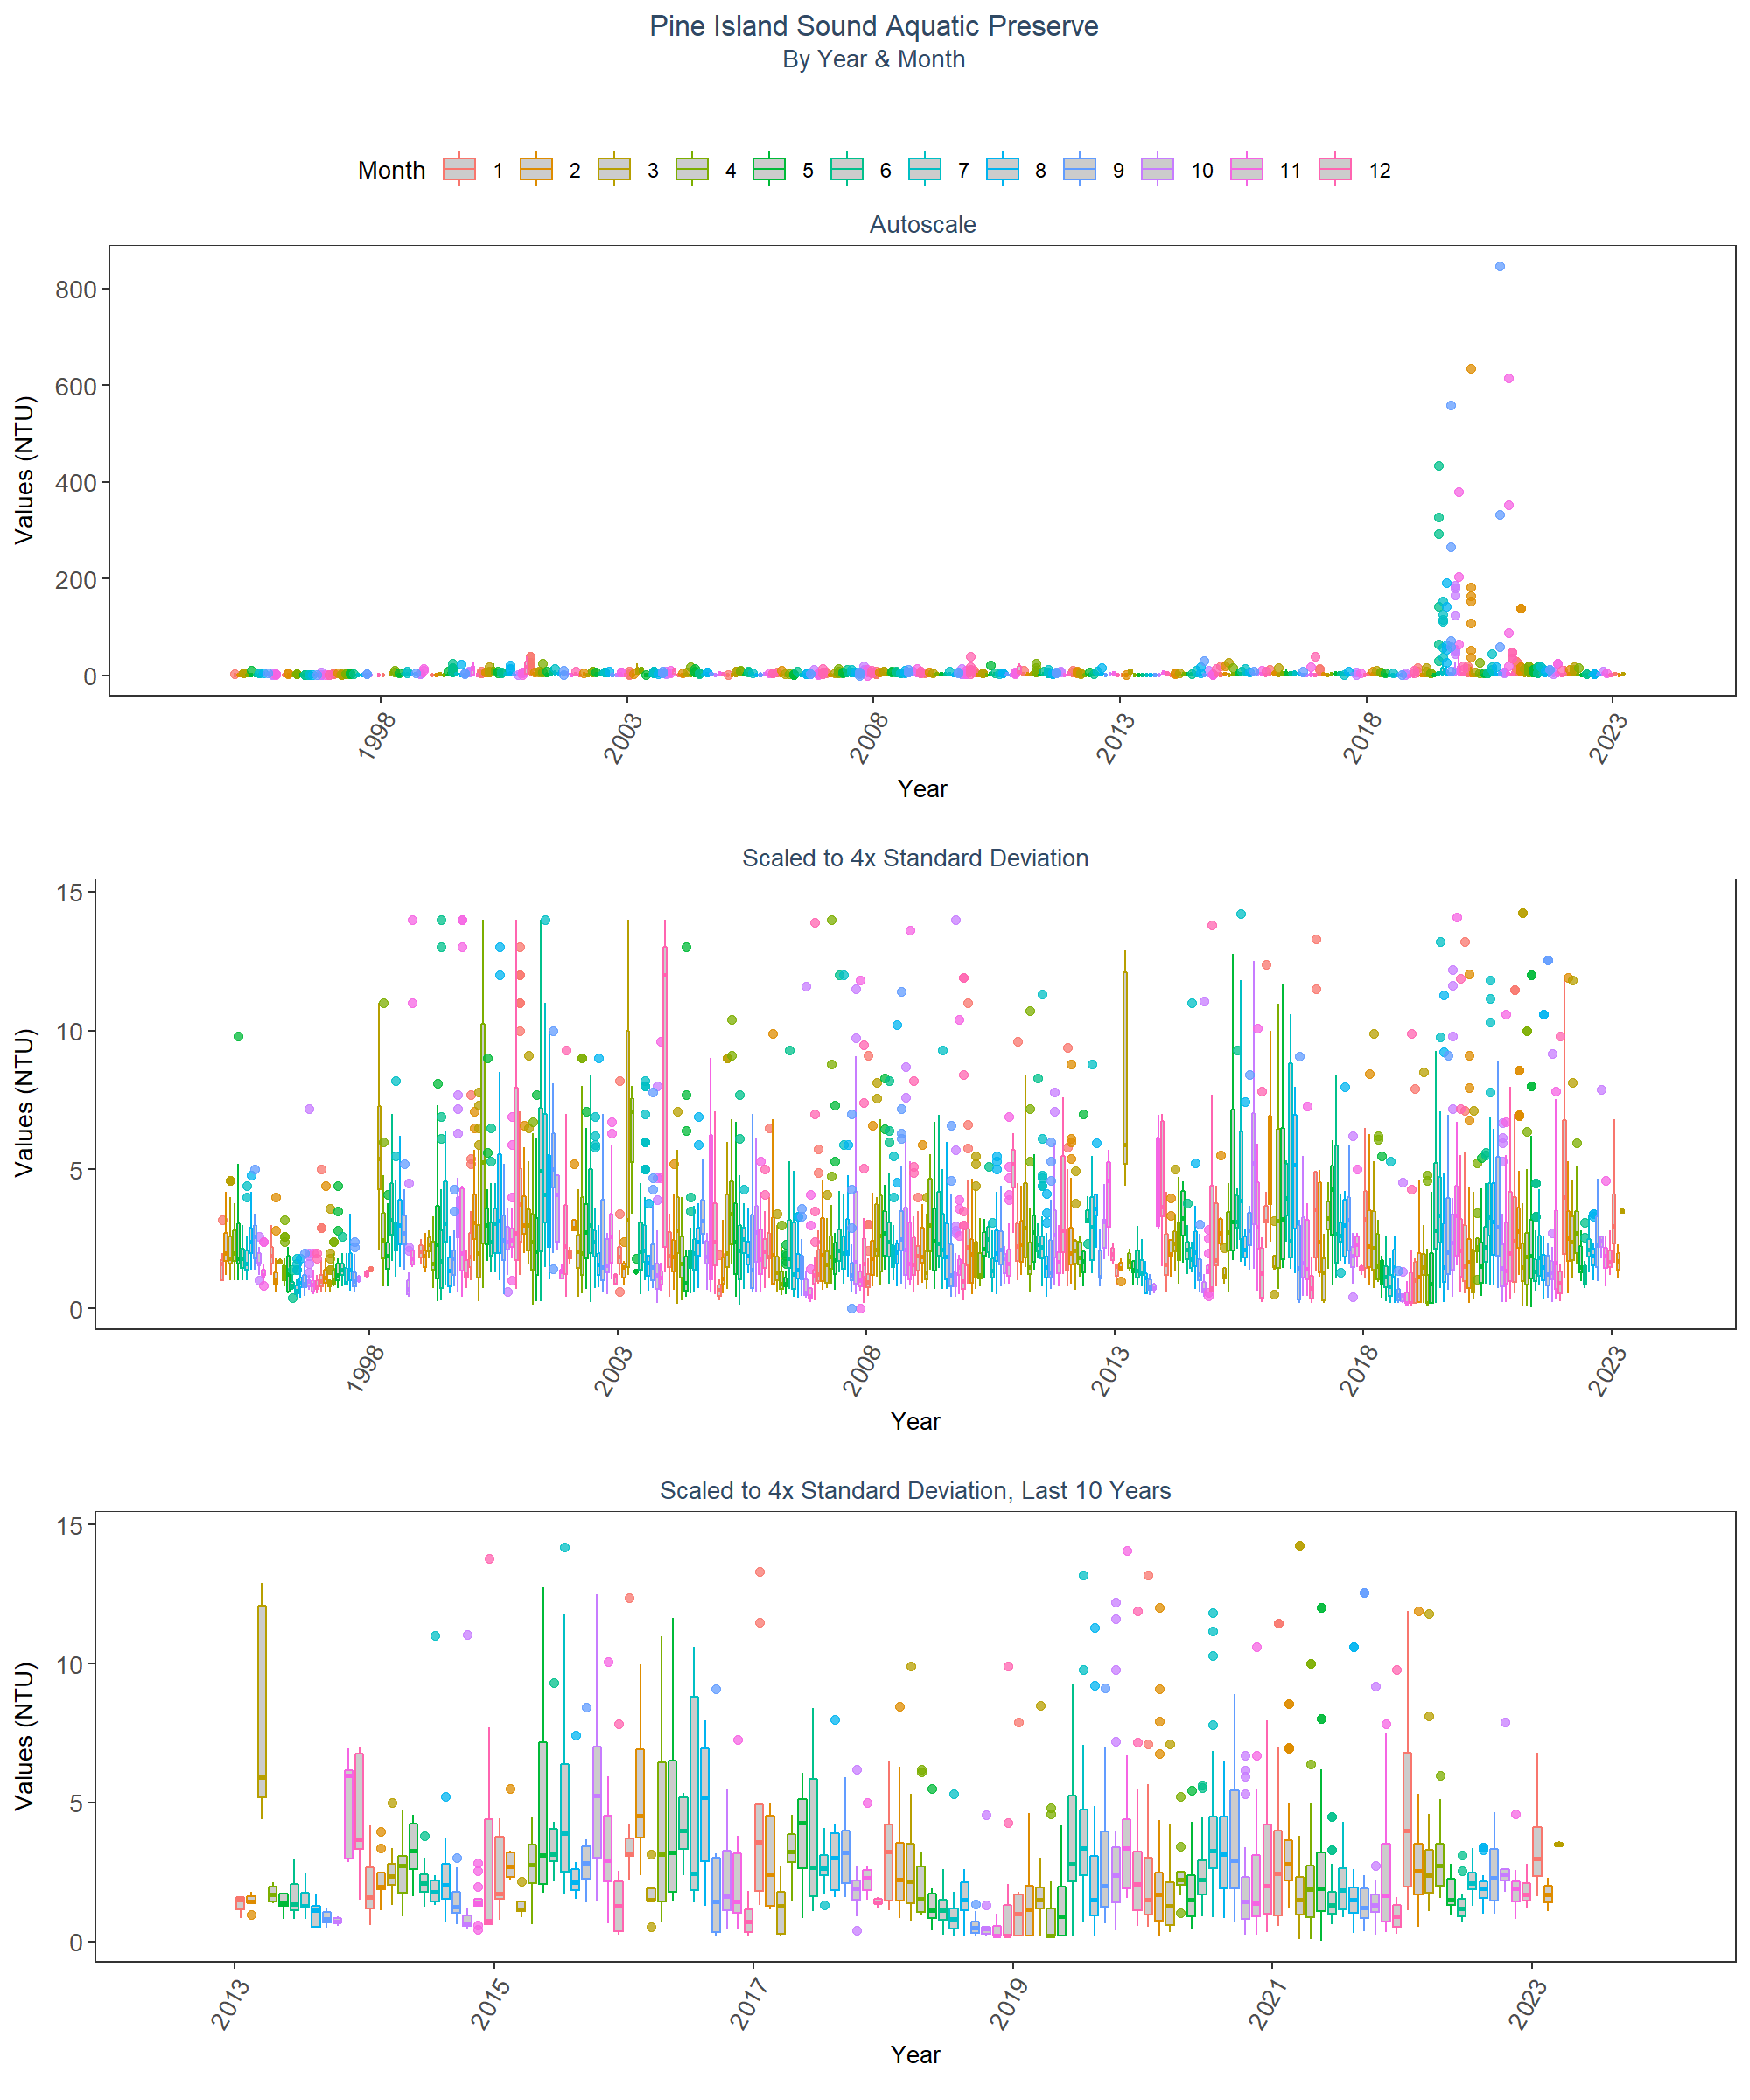 Pine Island Sound Aquatic Preserve
By Year & Month
Month 1 2 3 4 5 6 7 8 9 10 11 12
Autoscale
800
600
400
200
0
Values (NTU)
1998 2003 2008 2013 2018 2023
Year
Scaled to 4x Standard Deviation
15
10
5
0
Values (NTU)
1998 2003 2008 2013 2018 2023
Year
Scaled to 4x Standard Deviation, Last 10 Years
15
10
5
0
Values (NTU)
2013 2015 2017 2019 2021 2023
Year